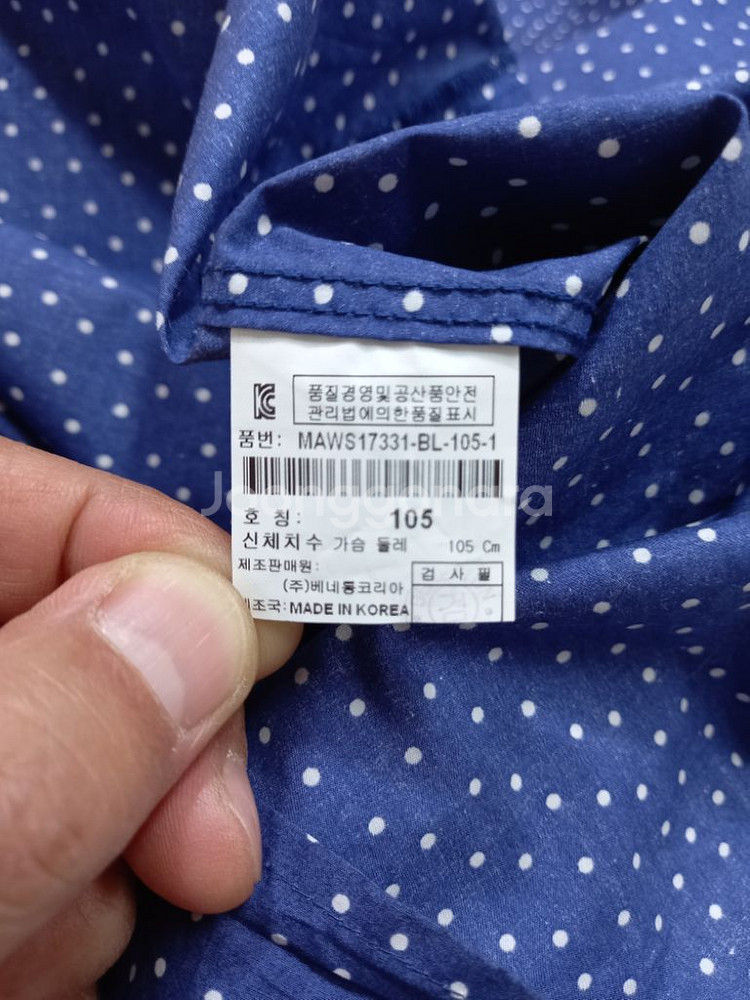 품질경영및공산품안전
관리법에의한품질표시
품번: MAWS17331-BL-105-1
Joonggonara
호 칭: 105
신체치수 가슴 둘레 105 Cm
제조판매원: 검 사 필
(주)베네통코리아
제조국: MADE IN KOREA